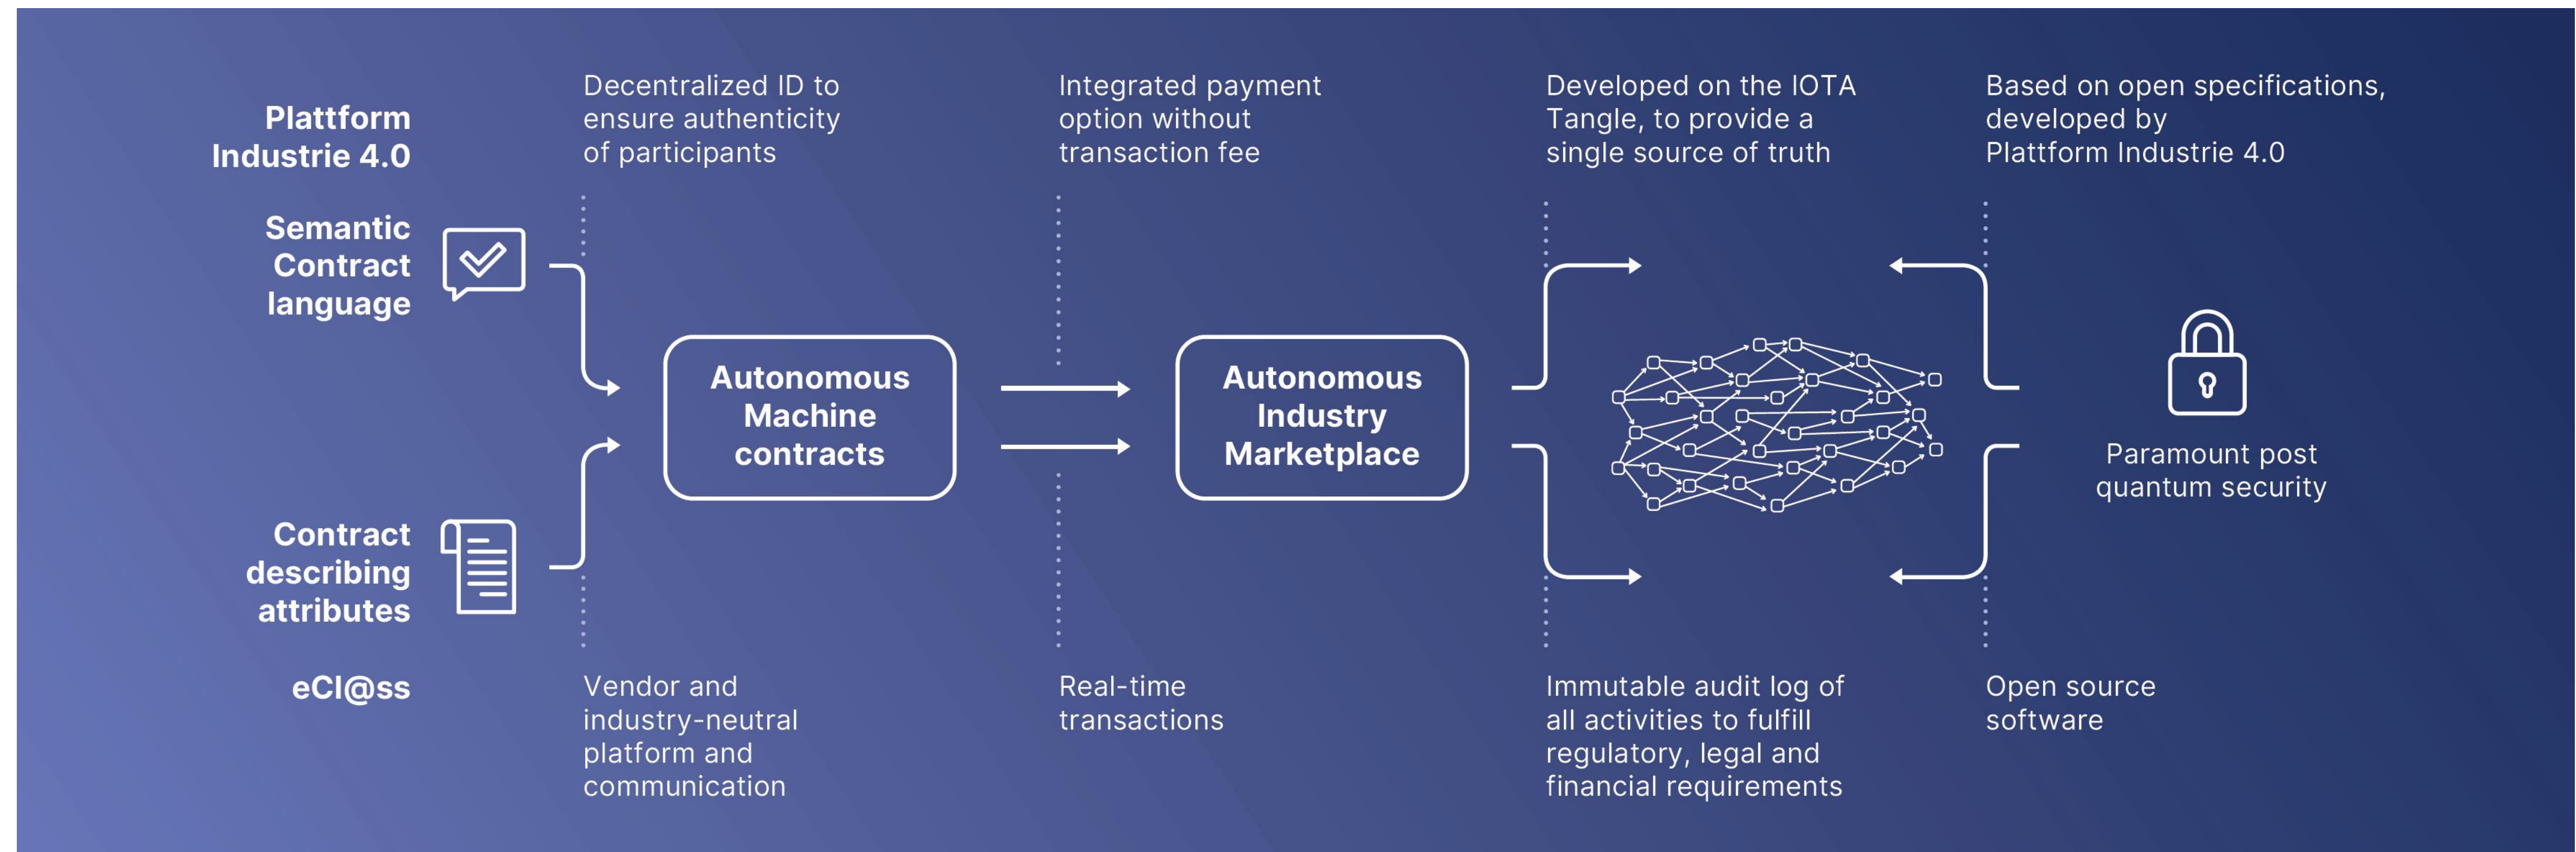 Plattform
Industrie 4.0
Semantic
Contract
language
Contract
describing
attributes
eCl@ss
Decentralized ID to
ensure authenticity
of participants
Vendor and
industry-neutral
platform and
communication
Autonomous
Machine
contracts
Integrated payment
option without
transaction fee
Real-time
transactions
Autonomous
Industry
Marketplace
Developed on the IOTA
Tangle, to provide a
single source of truth
Immutable audit log of
all activities to fulfill
regulatory, legal and
financial requirements
Based on open specifications,
developed by
Plattform Industrie 4.0
Open source
software
Paramount post
quantum security